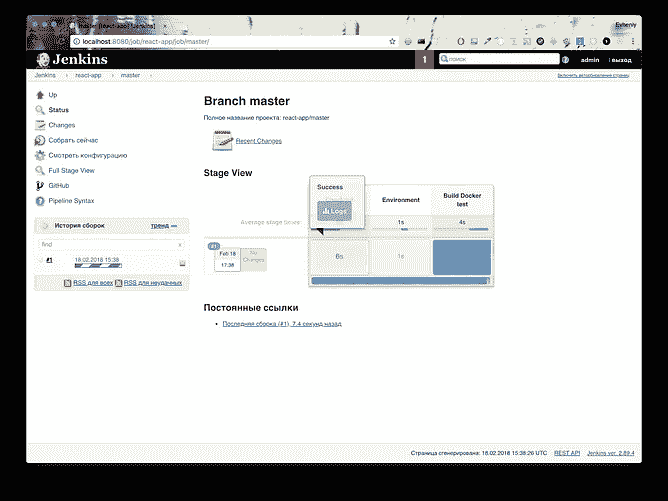 master [react-app] [Jenkins]
Evheniy
localhost:8080/job/react-app/job/master/
Jenkins
1
поиск
admin
выход
Jenkins
react-app
master
Включить автообновление страниц
Up
Status
Changes
Собрать сейчас
Смотреть конфигурацию
Full Stage View
GitHub
Pipeline Syntax
История сборок
тренд
find
x
#1
18.02.2018 15:38
RSS для всех
RSS для неудачных
Branch master
Полное название проекта: react-app/master
Recent Changes
Stage View
Success
Logs
Environment
Build Docker
test
Average stage times:
1s
4s
#1
Feb 18
17:38
No
Changes
6s
1s
Постоянные ссылки
Последняя сборка (#1), 7,4 секунд назад
Страница сгенерирована: 18.02.2018 15:38:26 UTC
REST API
Jenkins ver. 2.89.4